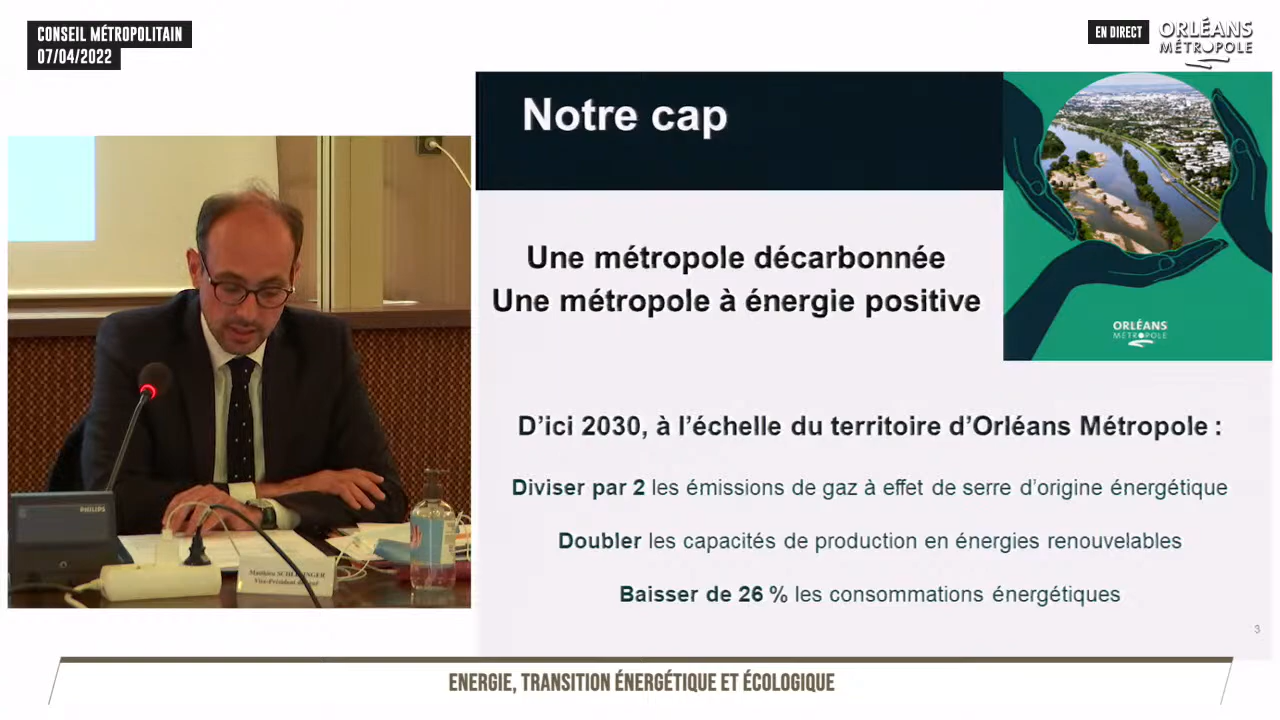 CONSEIL MÉTROPOLITAIN
07/04/2022
EN DIRECT
ORLÉANS
MÉTROPOLE
Notre cap
ORLÉANS
MÉTROPOLE
Une métropole décarbonnée
Une métropole à énergie positive
D'ici 2030, à l'échelle du territoire d'Orléans Métropole :
Diviser par 2 les émissions de gaz à effet de serre d'origine énergétique
Doubler les capacités de production en énergies renouvelables
Baisser de 26 % les consommations énergétiques
3
PHILIPS
Matthieu SCHLESINGER
Vice-Président
ENERGIE, TRANSITION ÉNERGÉTIQUE ET ÉCOLOGIQUE